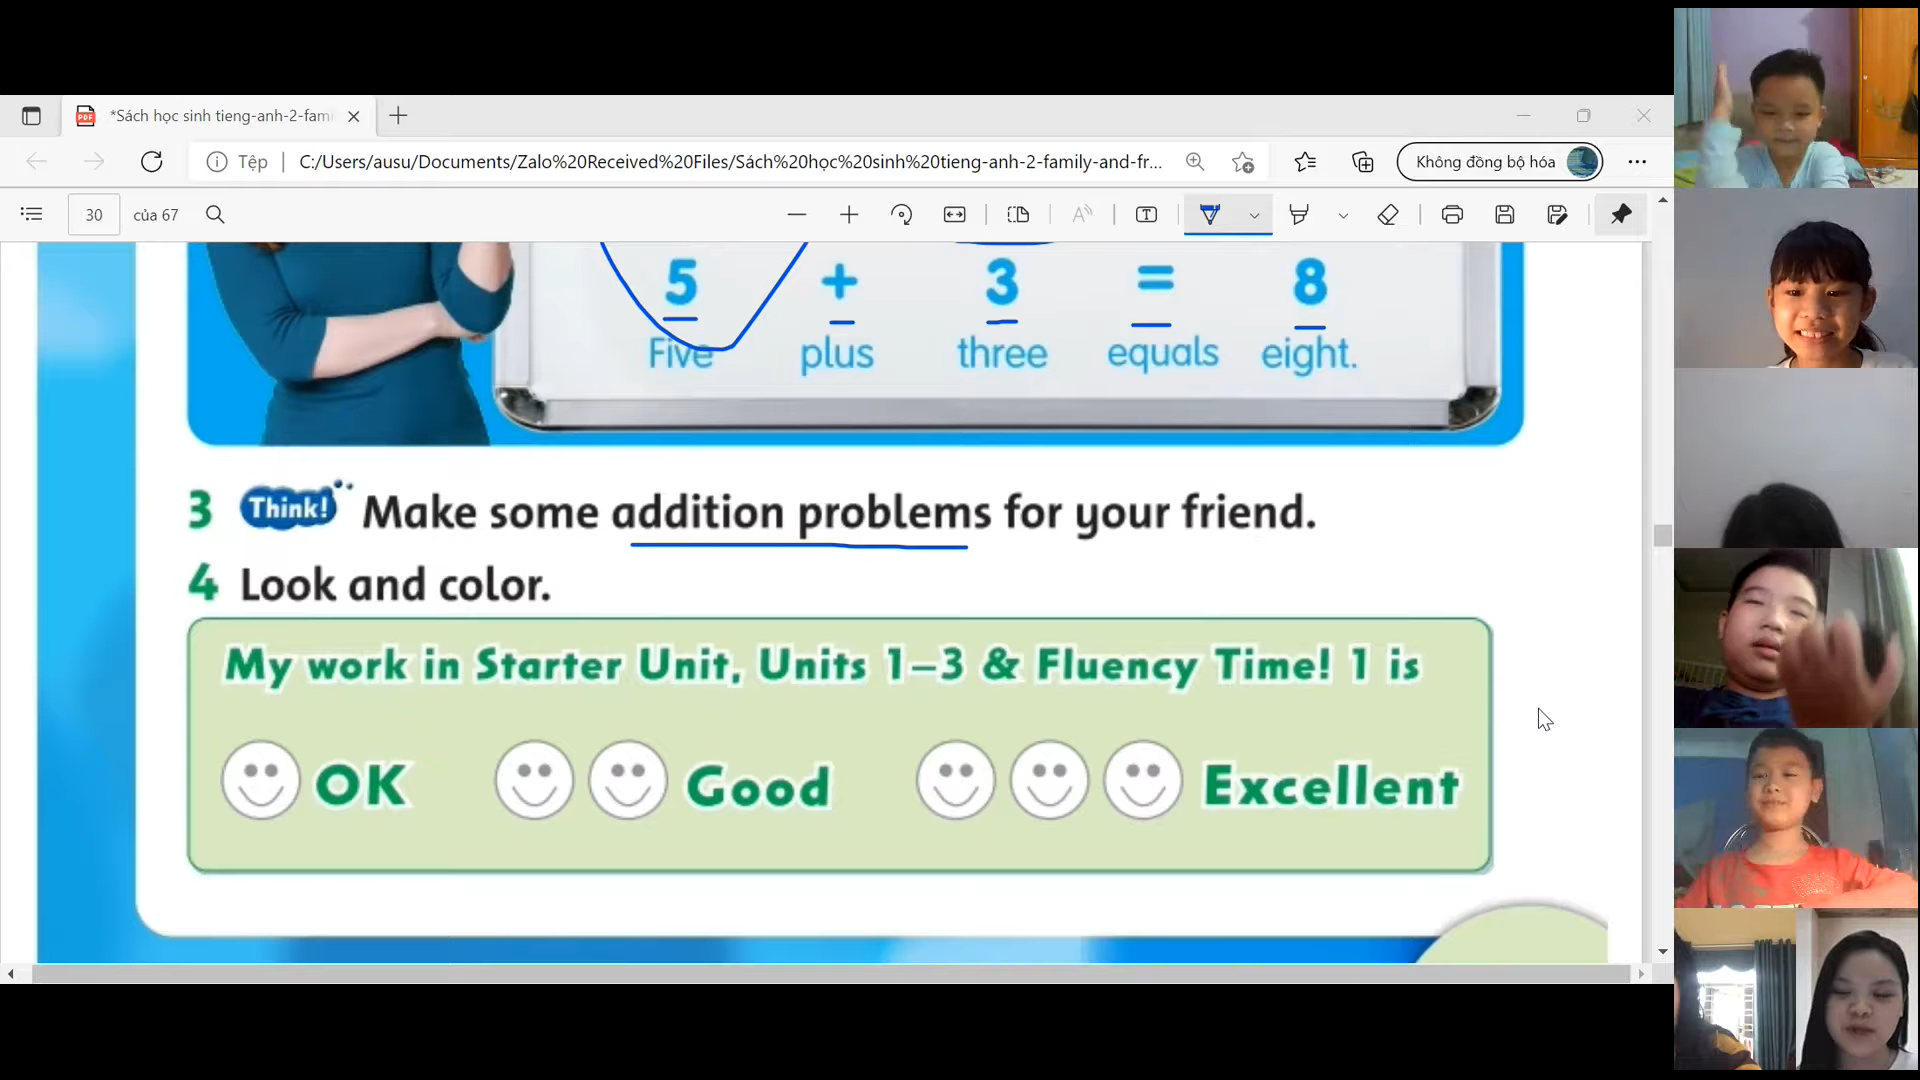 *Sách học sinh tieng-anh-2-fami
Tệp
C:/Users/ausu/Documents/Zalo%20Received%20Files/Sách%20học%20sinh%20tieng-anh-2-family-and-fr...
Không đồng bộ hóa
30 của 67
5 + 3 = 8
Five plus three equals eight.
3 Think! Make some addition problems for your friend.
4 Look and color.
My work in Starter Unit, Units 1–3 & Fluency Time! 1 is
OK Good Excellent